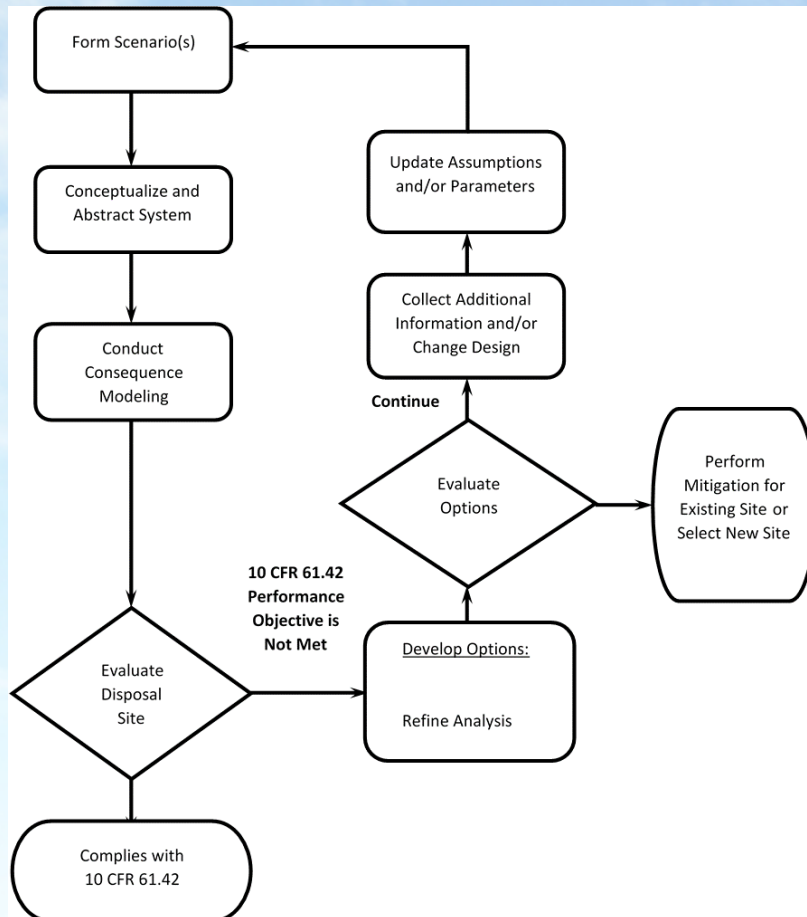 Form Scenario(s)
Conceptualize and
Abstract System
Conduct
Consequence
Modeling
Evaluate
Disposal
Site
Complies with
10 CFR 61.42
10 CFR 61.42
Performance
Objective is
Not Met
Develop Options:
Refine Analysis
Evaluate
Options
Continue
Collect Additional
Information and/or
Change Design
Update Assumptions
and/or Parameters
Perform
Mitigation for
Existing Site or
Select New Site